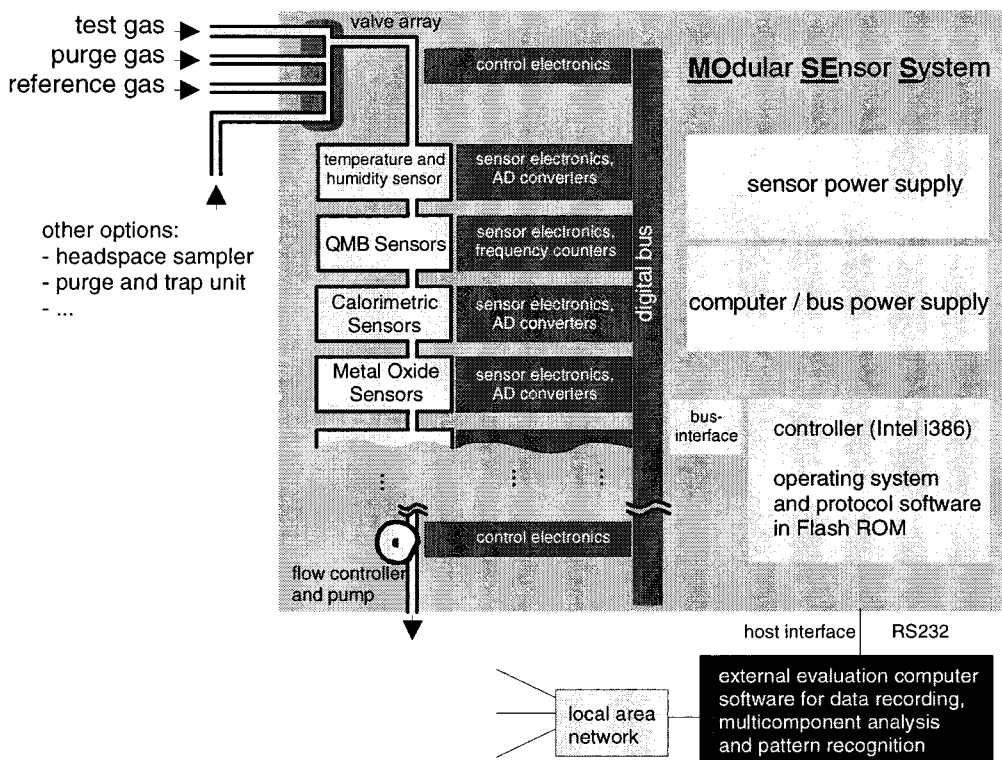 test gas
purge gas
reference gas
other options:
- headspace sampler
- purge and trap unit
- ...
valve array
control electronics
temperature and
humidity sensor
sensor electronics,
AD converters
QMB Sensors
sensor electronics,
frequency counters
Calorimetric
Sensors
sensor electronics,
AD converters
Metal Oxide
Sensors
sensor electronics,
AD converters
...
...
...
control electronics
flow controller
and pump
digital bus
MOdular SEnsor System
sensor power supply
computer / bus power supply
bus-
interface
controller (Intel i386)
operating system
and protocol software
in Flash ROM
host interface
RS232
local area
network
external evaluation computer
software for data recording,
multicomponent analysis
and pattern recognition